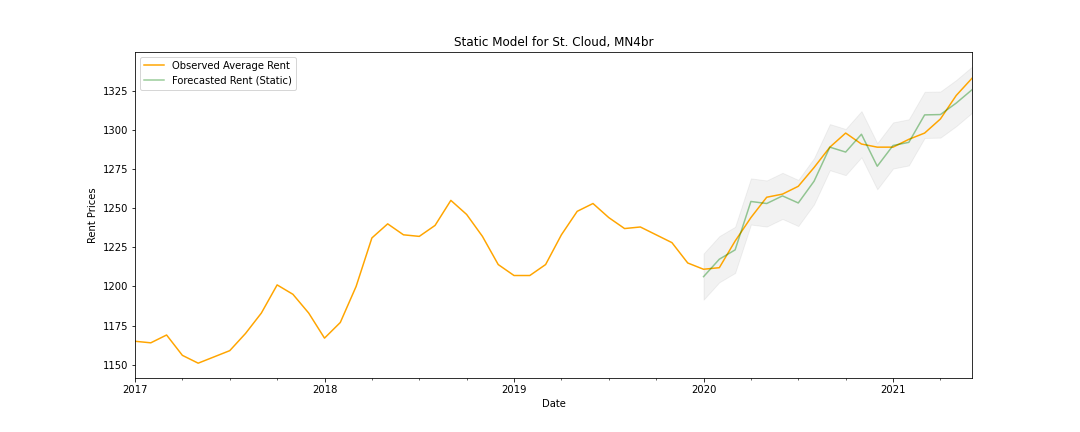 Static Model for St. Cloud, MN4br
Observed Average Rent
Forecasted Rent (Static)
Rent Prices
1325
1300
1275
1250
1225
1200
1175
1150
2017
2018
2019
2020
2021
Date